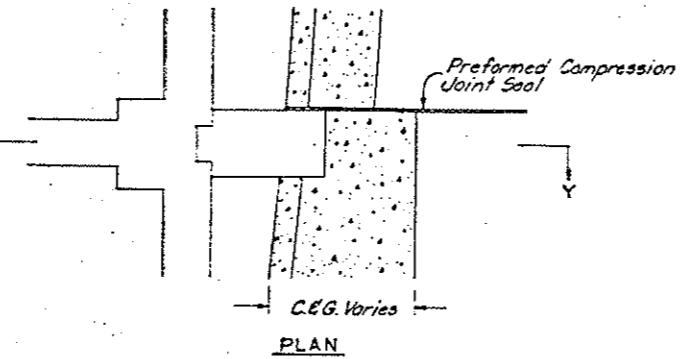 Preformed Compression
Joint Seal
Y
C.&G. Varies
PLAN